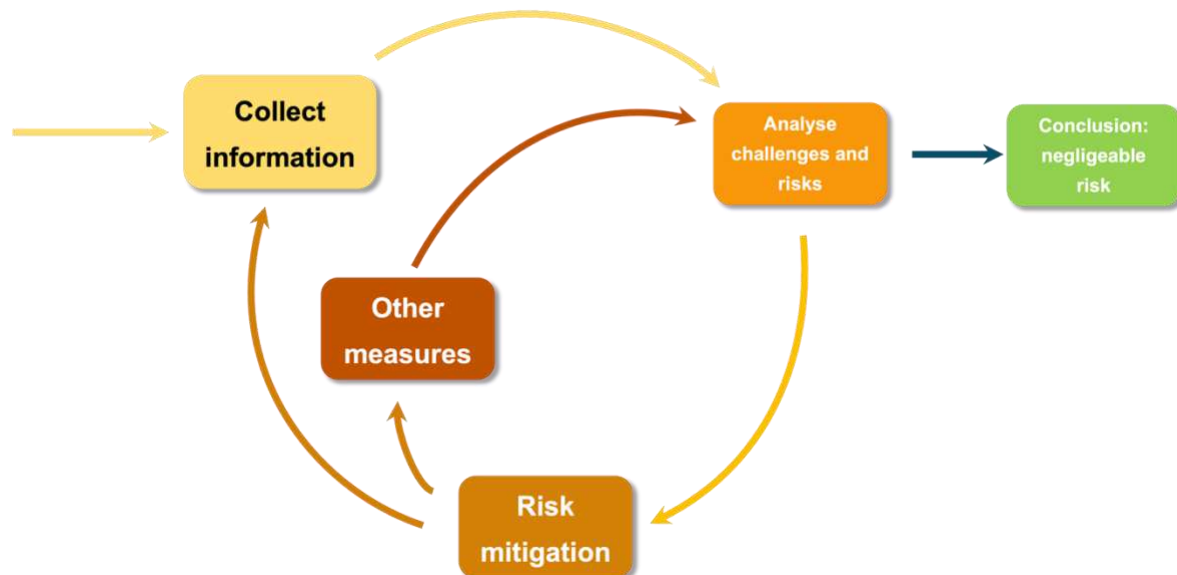 Collect
information
Analyse
challenges and
risks
Conclusion:
negligeable
risk
Other
measures
Risk
mitigation